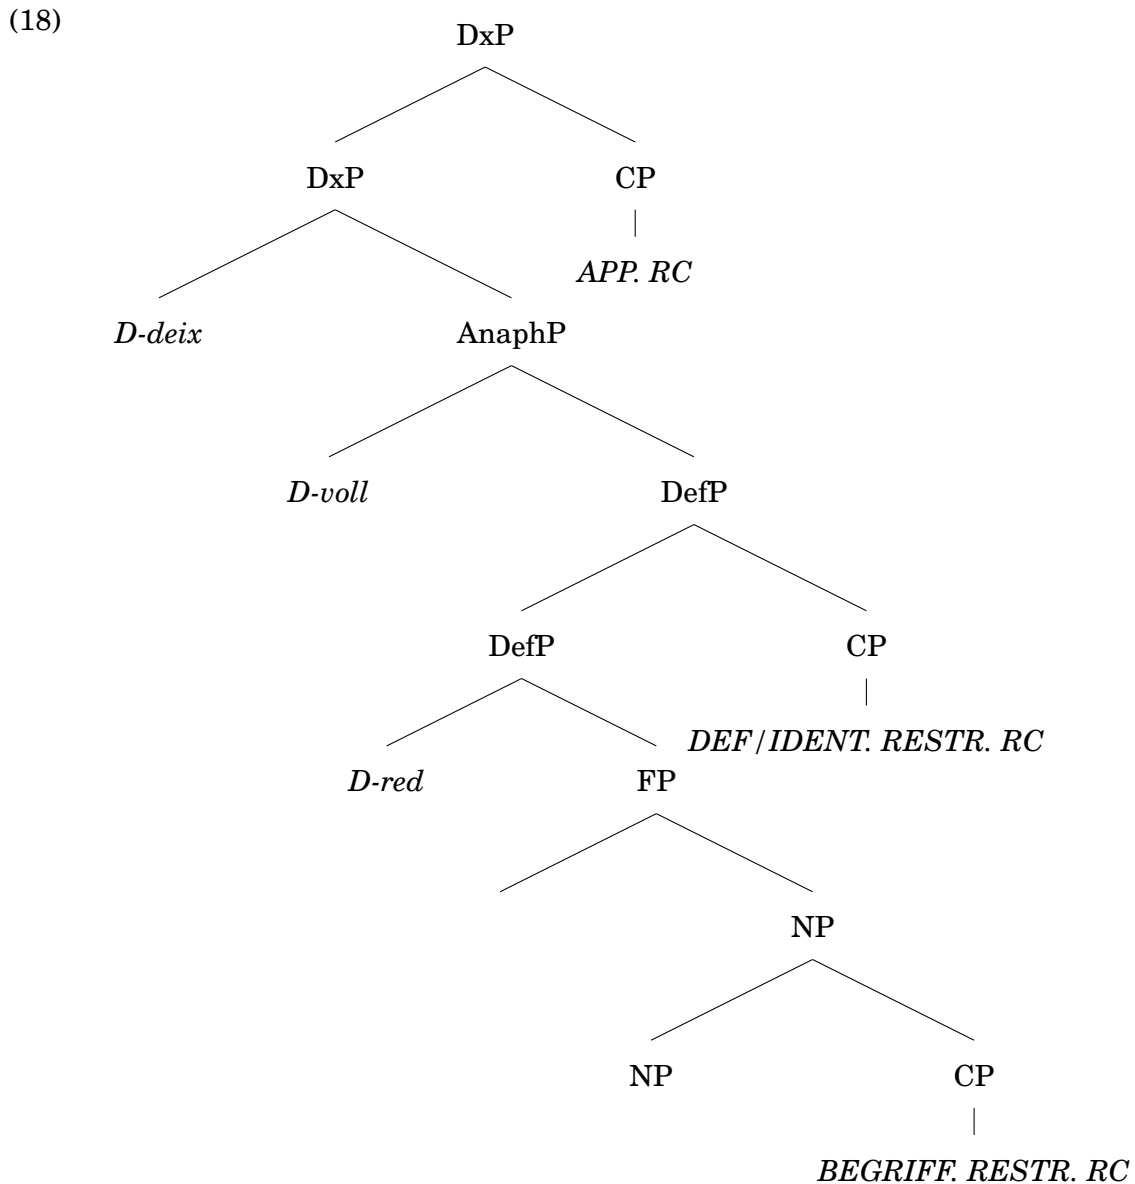 (18)
DxP
DxP CP
APP. RC
D-deix AnaphP
D-voll DefP
DefP CP
DEF/IDENT. RESTR. RC
D-red FP
NP
NP CP
BEGRIFF. RESTR. RC